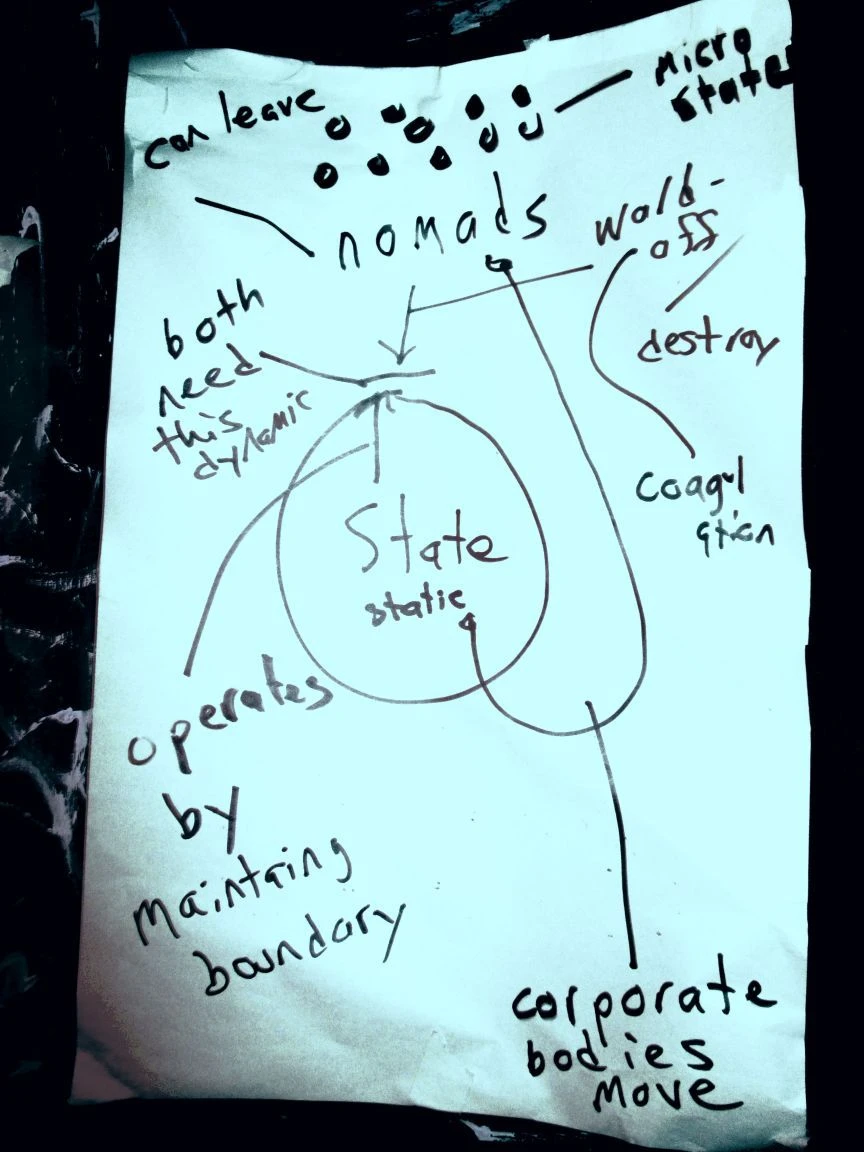 can leave
micro
state
nomads
wald-
off
destroy
both
need
this
dynamic
coagul
ation
State
static
operates
by
maintaing
boundary
corporate
bodies
move